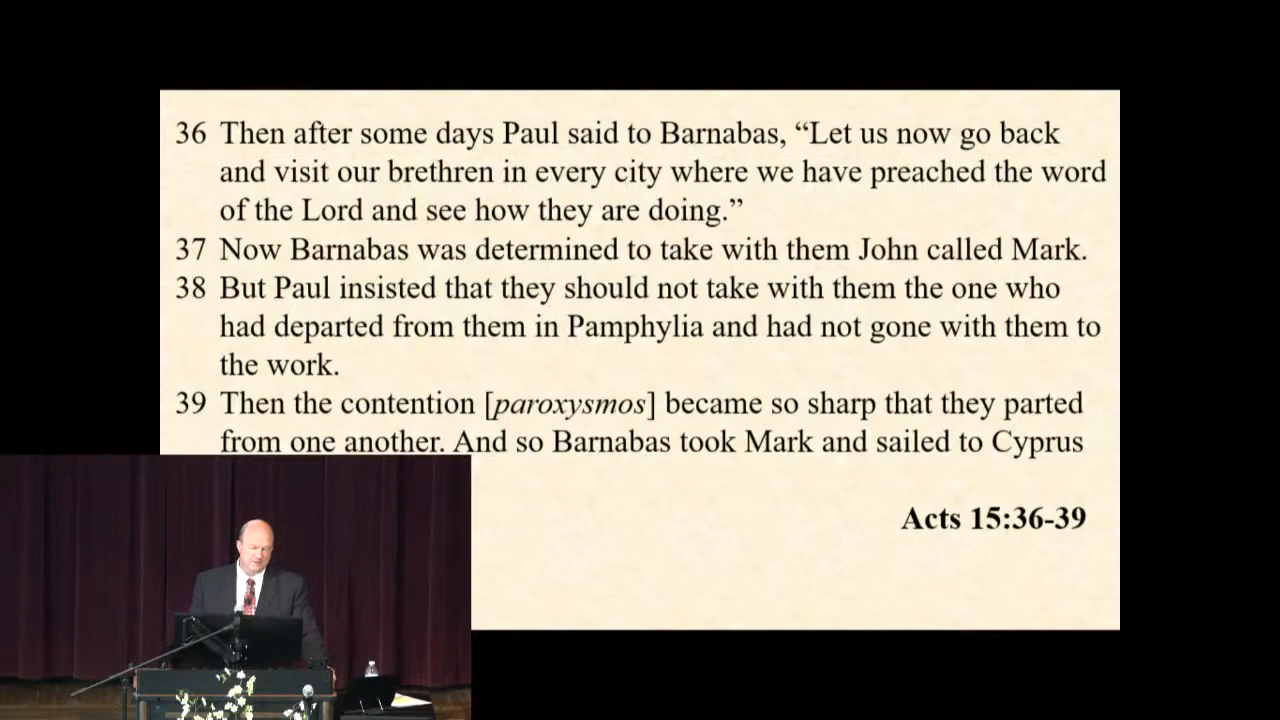 36 Then after some days Paul said to Barnabas, “Let us now go back
and visit our brethren in every city where we have preached the word
of the Lord and see how they are doing.”
37 Now Barnabas was determined to take with them John called Mark.
38 But Paul insisted that they should not take with them the one who
had departed from them in Pamphylia and had not gone with them to
the work.
39 Then the contention [paroxysmos] became so sharp that they parted
from one another. And so Barnabas took Mark and sailed to Cyprus
Acts 15:36-39